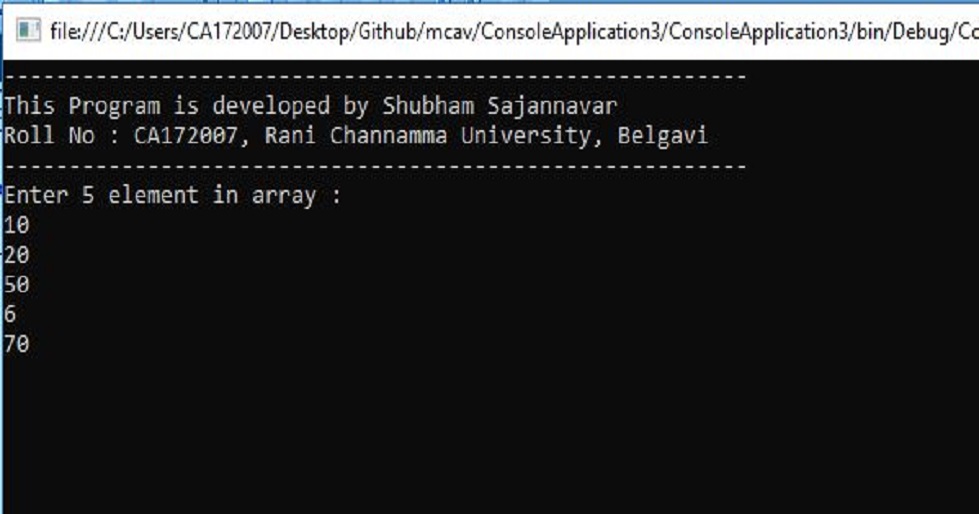 file:///C:/Users/CA172007/Desktop/Github/mcav/ConsoleApplication3/ConsoleApplication3/bin/Debug/Co
---------------------------------------------------------
This Program is developed by Shubham Sajannavar
Roll No : CA172007, Rani Channamma University, Belgavi
---------------------------------------------------------
Enter 5 element in array :
10
20
50
6
70